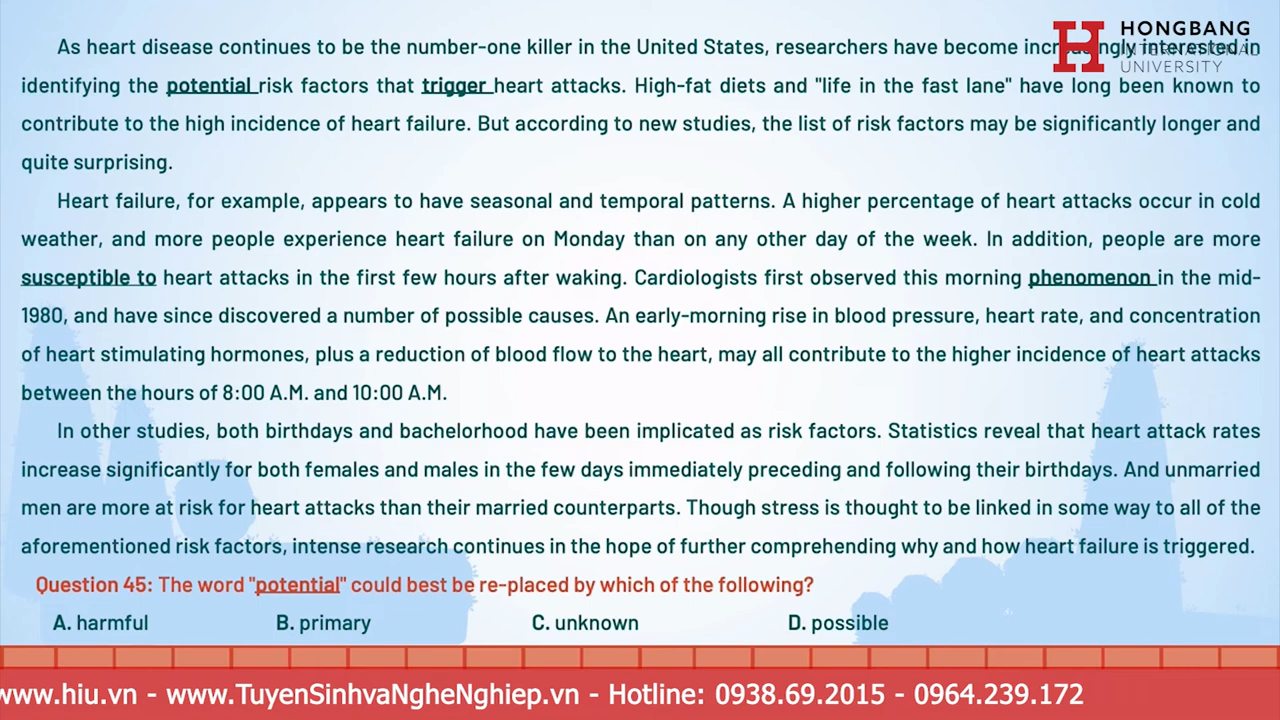 HONGBANG
INTERNATIONAL
UNIVERSITY
As heart disease continues to be the number-one killer in the United States, researchers have become increasingly interested in
identifying the potential risk factors that trigger heart attacks. High-fat diets and "life in the fast lane" have long been known to
contribute to the high incidence of heart failure. But according to new studies, the list of risk factors may be significantly longer and
quite surprising.
Heart failure, for example, appears to have seasonal and temporal patterns. A higher percentage of heart attacks occur in cold
weather, and more people experience heart failure on Monday than on any other day of the week. In addition, people are more
susceptible to heart attacks in the first few hours after waking. Cardiologists first observed this morning phenomenon in the mid-
1980, and have since discovered a number of possible causes. An early-morning rise in blood pressure, heart rate, and concentration
of heart stimulating hormones, plus a reduction of blood flow to the heart, may all contribute to the higher incidence of heart attacks
between the hours of 8:00 A.M. and 10:00 A.M.
In other studies, both birthdays and bachelorhood have been implicated as risk factors. Statistics reveal that heart attack rates
increase significantly for both females and males in the few days immediately preceding and following their birthdays. And unmarried
men are more at risk for heart attacks than their married counterparts. Though stress is thought to be linked in some way to all of the
aforementioned risk factors, intense research continues in the hope of further comprehending why and how heart failure is triggered.
Question 45: The word "potential" could best be re-placed by which of the following?
A. harmful B. primary C. unknown D. possible
www.hiu.vn - www.TuyenSinhvaNgheNghiep.vn - Hotline: 0938.69.2015 - 0964.239.172